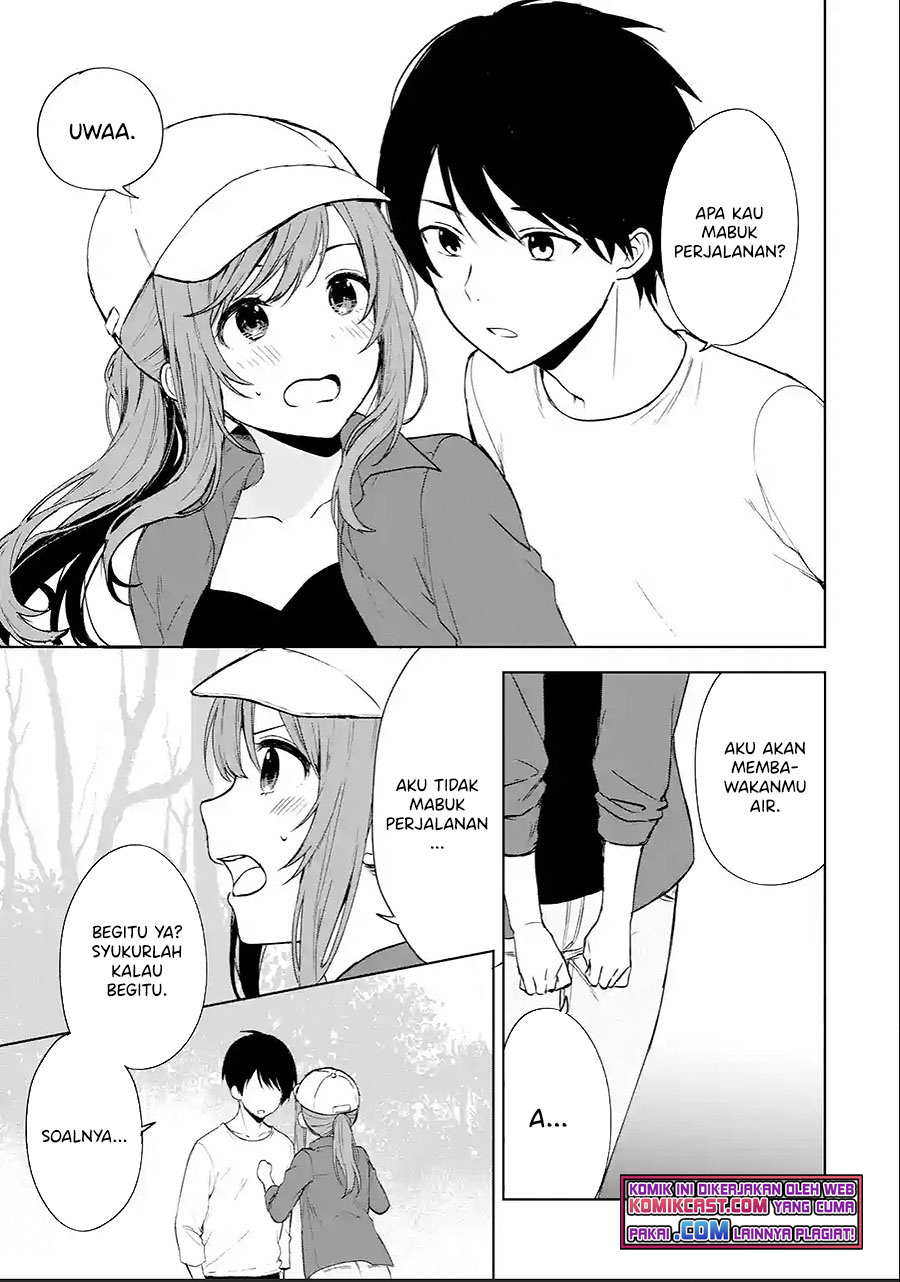 APA KAU
MABUK
PERJALANAN?
UWAA.
AKU AKAN
MEMBA-
WAKANMU
AIR.
A...
AKU TIDAK
MABUK
PERJALANAN
...
BEGITU YA?
SYUKURLAH
KALAU
BEGITU.
SOALNYA...
KOMIK INI DIKERJAKAN OLEH WEB
KOMIKCAST.COM YANG CUMA
PAKAI .COM LAINNYA PLAGIAT!